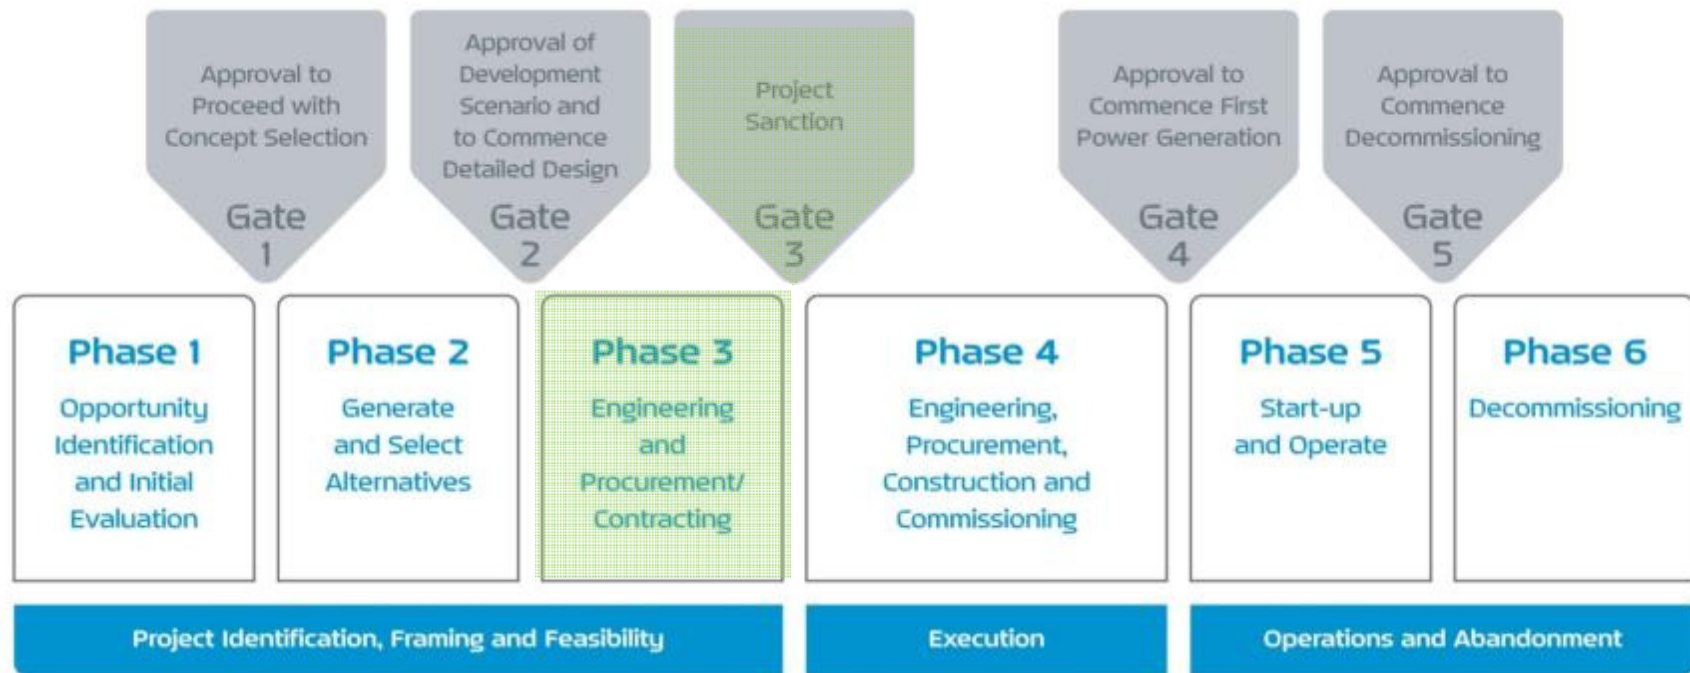 Approval to
Proceed with
Concept Selection
Gate
1
Approval of
Development
Scenario and
to Commence
Detailed Design
Gate
2
Project
Sanction
Gate
3
Approval to
Commence First
Power Generation
Gate
4
Approval to
Commence
Decommissioning
Gate
5
Phase 1
Opportunity
Identification
and Initial
Evaluation
Phase 2
Generate
and Select
Alternatives
Phase 3
Engineering
and
Procurement/
Contracting
Phase 4
Engineering,
Procurement,
Construction and
Commissioning
Phase 5
Start-up
and Operate
Phase 6
Decommissioning
Project Identification, Framing and Feasibility
Execution
Operations and Abandonment